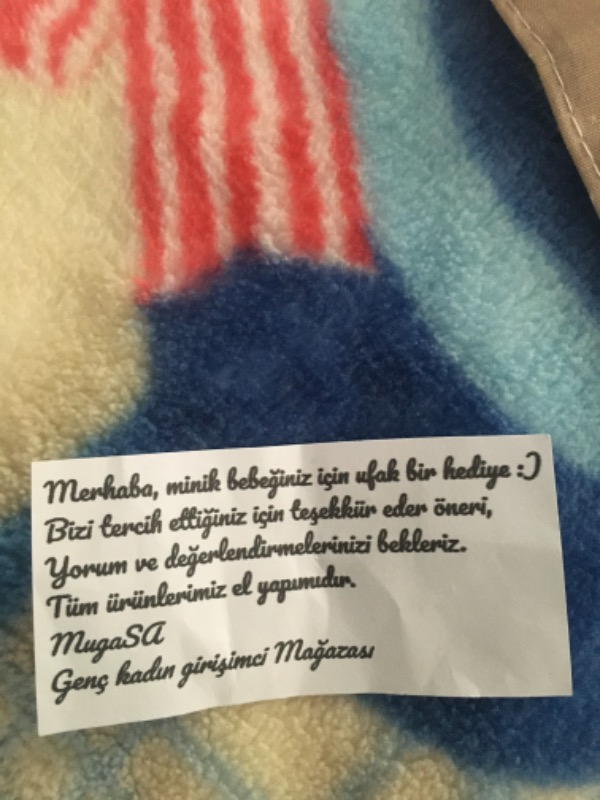 Merhaba, minik bebeğiniz için ufak bir hediye :)
Bizi tercih ettiğiniz için teşekkür eder öneri,
Yorum ve değerlendirmelerinizi bekleriz.
Tüm ürünlerimiz el yapımıdır.
MugaSA
Genç kadın girişimci Mağazası